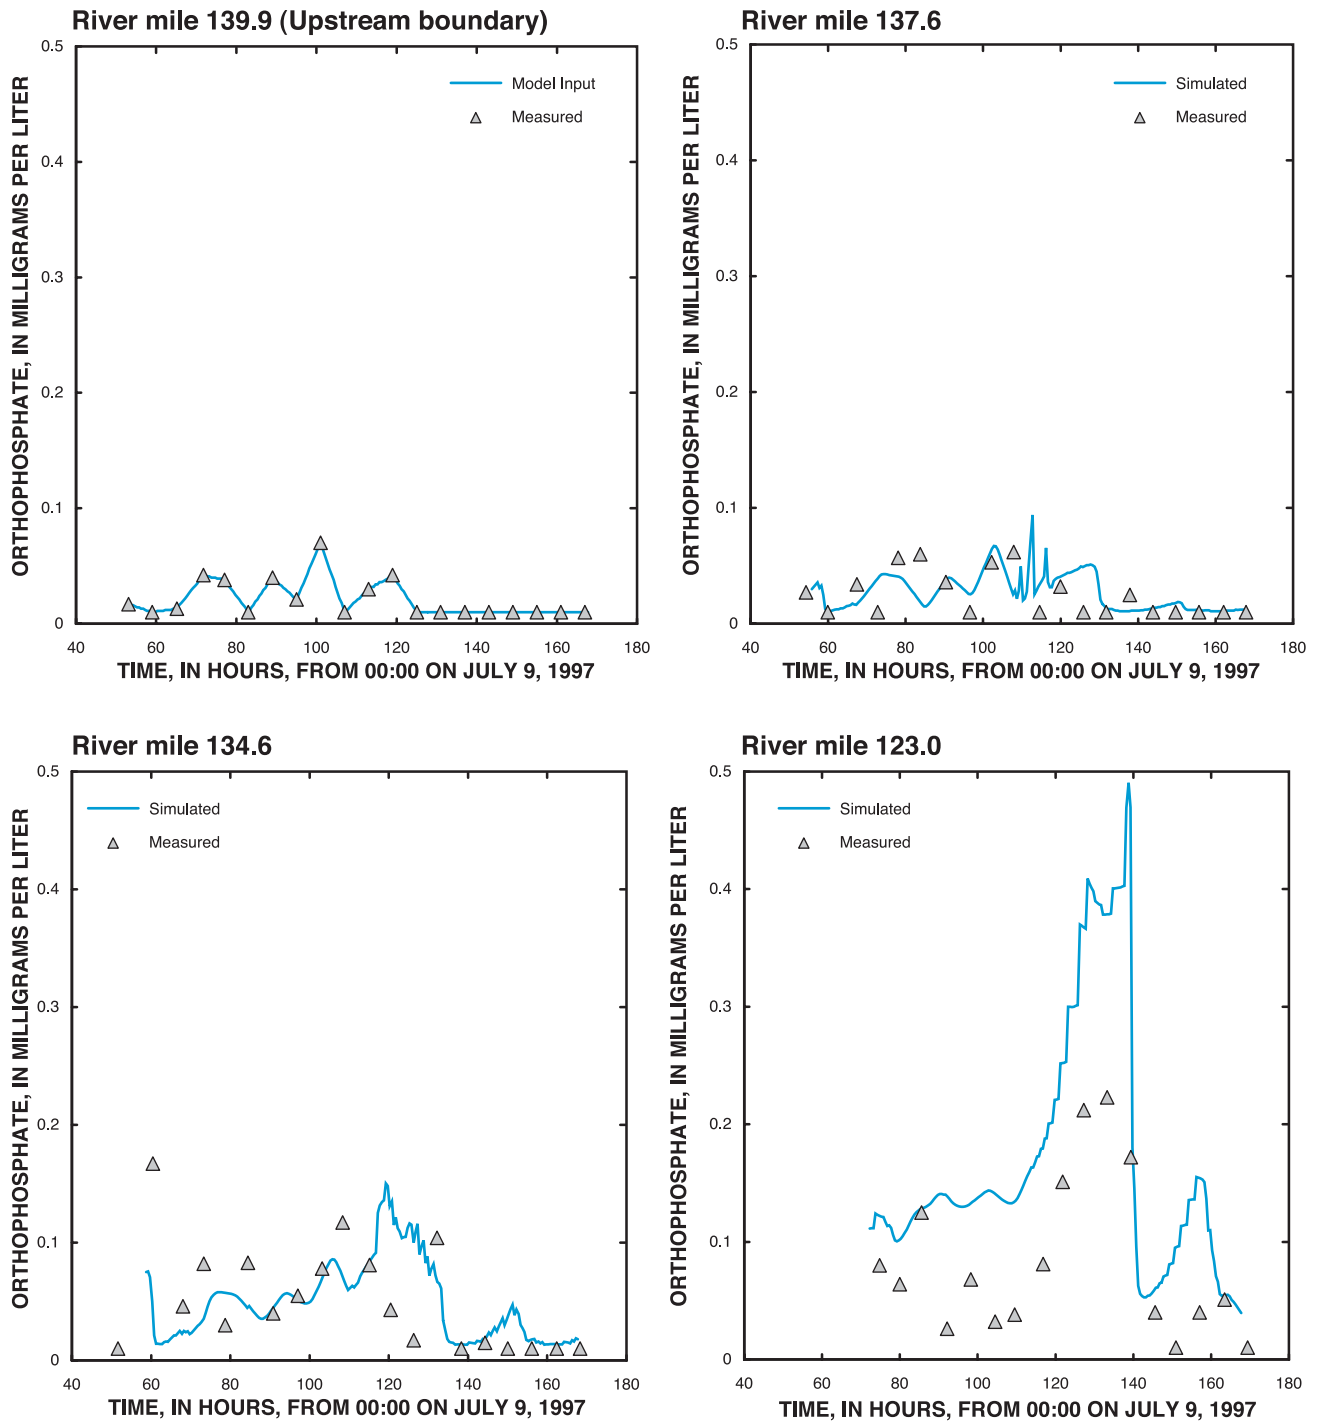 River mile 139.9 (Upstream boundary)
ORTHOPHOSPHATE, IN MILLIGRAMS PER LITER
0.5
0.4
0.3
0.2
0.1
0
Model Input
Measured
40 60 80 100 120 140 160 180
TIME, IN HOURS, FROM 00:00 ON JULY 9, 1997
River mile 137.6
ORTHOPHOSPHATE, IN MILLIGRAMS PER LITER
0.5
0.4
0.3
0.2
0.1
0
Simulated
Measured
40 60 80 100 120 140 160 180
TIME, IN HOURS, FROM 00:00 ON JULY 9, 1997
River mile 134.6
ORTHOPHOSPHATE, IN MILLIGRAMS PER LITER
0.5
0.4
0.3
0.2
0.1
0
Simulated
Measured
40 60 80 100 120 140 160 180
TIME, IN HOURS, FROM 00:00 ON JULY 9, 1997
River mile 123.0
ORTHOPHOSPHATE, IN MILLIGRAMS PER LITER
0.5
0.4
0.3
0.2
0.1
0
Simulated
Measured
40 60 80 100 120 140 160 180
TIME, IN HOURS, FROM 00:00 ON JULY 9, 1997